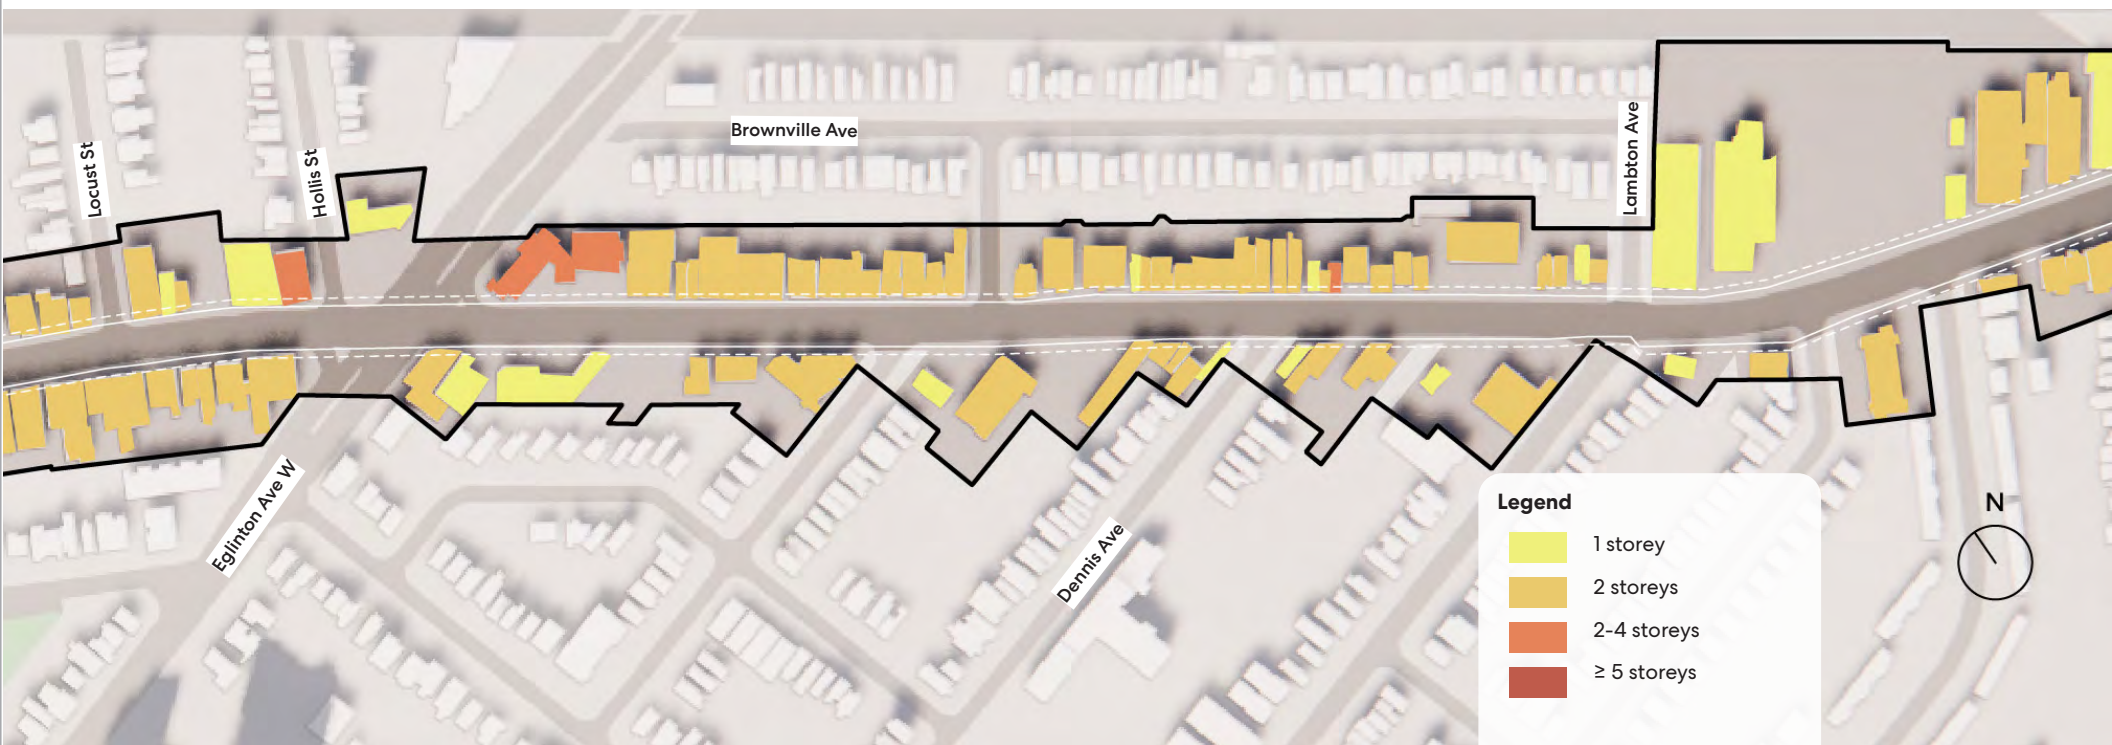 Locust St
Hollis St
Brownville Ave
Lambton Ave
Eglinton Ave W
Dennis Ave
Legend
1 storey
2 storeys
2-4 storeys
≥ 5 storeys
N